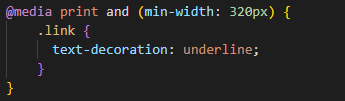 @media print and (min-width: 320px) {
    .link {
      text-decoration: underline;
    }
}